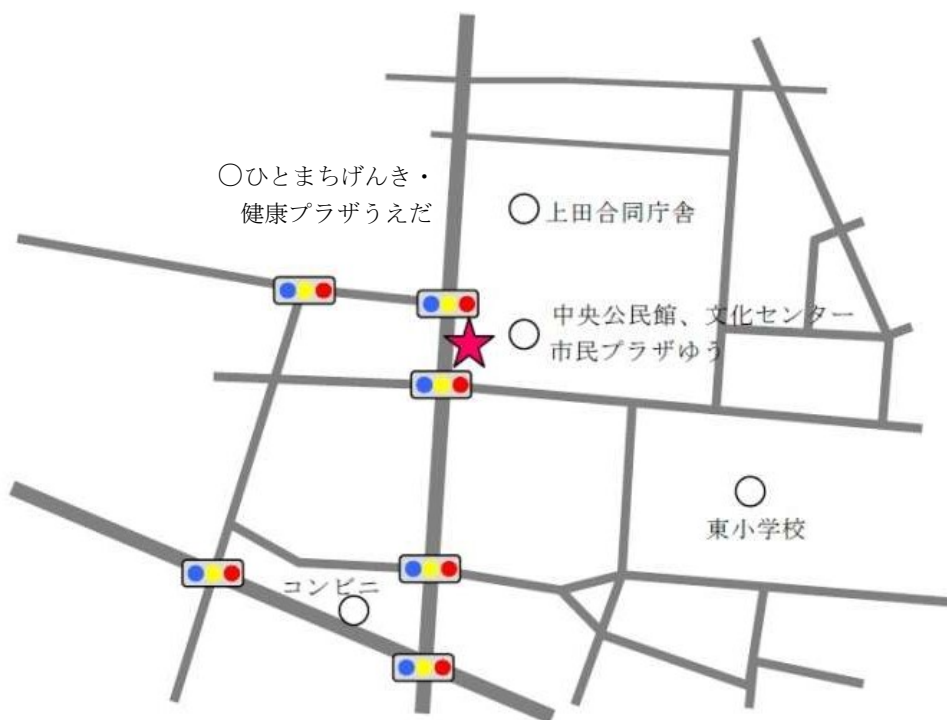 ○ひとまちげんき・
健康プラザうえだ
上田合同庁舎
中央公民館、文化センター
市民プラザゆう
東小学校
コンビニ